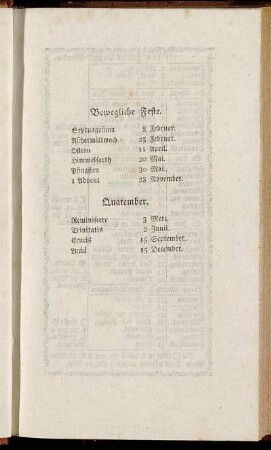 Bewegliche Feste.
Septuagesima 8 Februar.
Aschermittwoch 25 Februar.
Ostern 11 April.
Himmelfarth 20 Mai.
Pfingsten 30 Mai.
1 Advent 28 November.
Quatember.
Reminiscere 3 Merz.
Trinitatis 2 Junii.
Crucis 15 September.
Luciä 15 December.